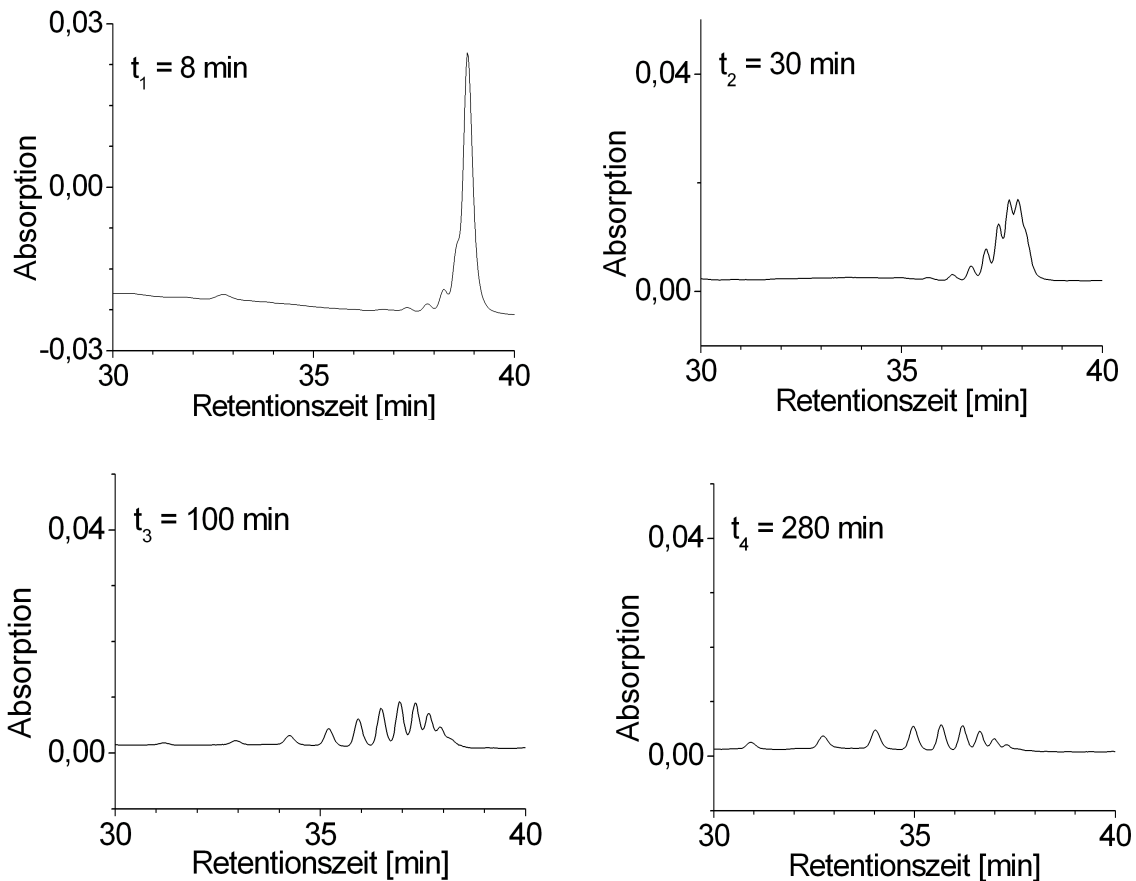 0,03
t1 = 8 min
0,00
-0,03
Absorption
30 35 40
Retentionszeit [min]
0,04
t2 = 30 min
0,00
Absorption
30 35 40
Retentionszeit [min]
0,04
t3 = 100 min
0,00
Absorption
30 35 40
Retentionszeit [min]
0,04
t4 = 280 min
0,00
Absorption
30 35 40
Retentionszeit [min]